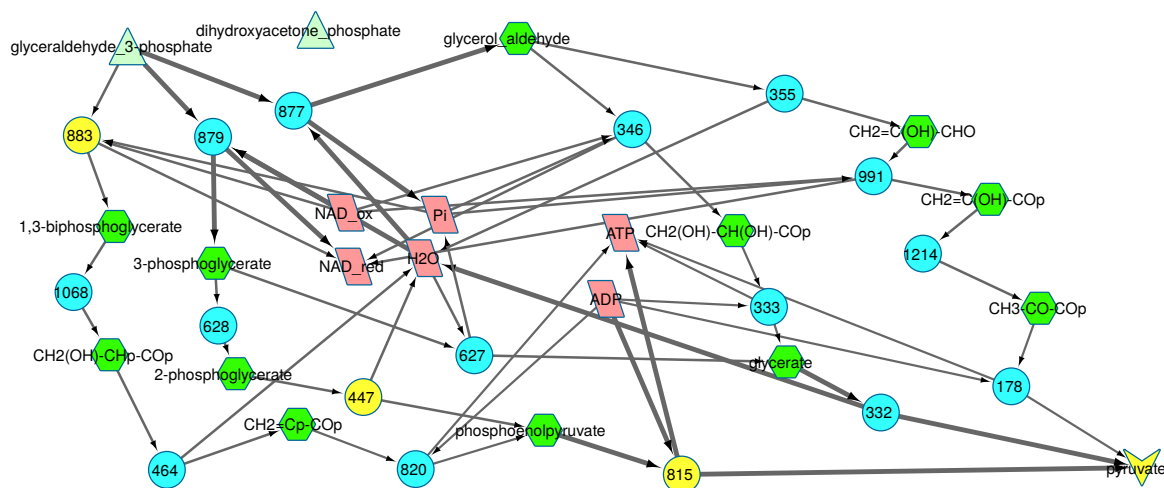 dihydroxyacetone_phosphate
glycerol_aldehyde
glyceraldehyde_3-phosphate
355
877
346
CH2=C(OH)-CHO
883
879
991
CH2=C(OH)-COp
NAD_ox
Pi
1,3-biphosphoglycerate
ATP
CH2(OH)-CH(OH)-COp
1214
3-phosphoglycerate
NAD_red
H2O
1068
ADP
333
CH3-CO-COp
628
CH2(OH)-CHp-COp
627
glycerate
2-phosphoglycerate
178
447
332
CH2=Cp-COp
phosphoenolpyruvate
464
820
815
pyruvate